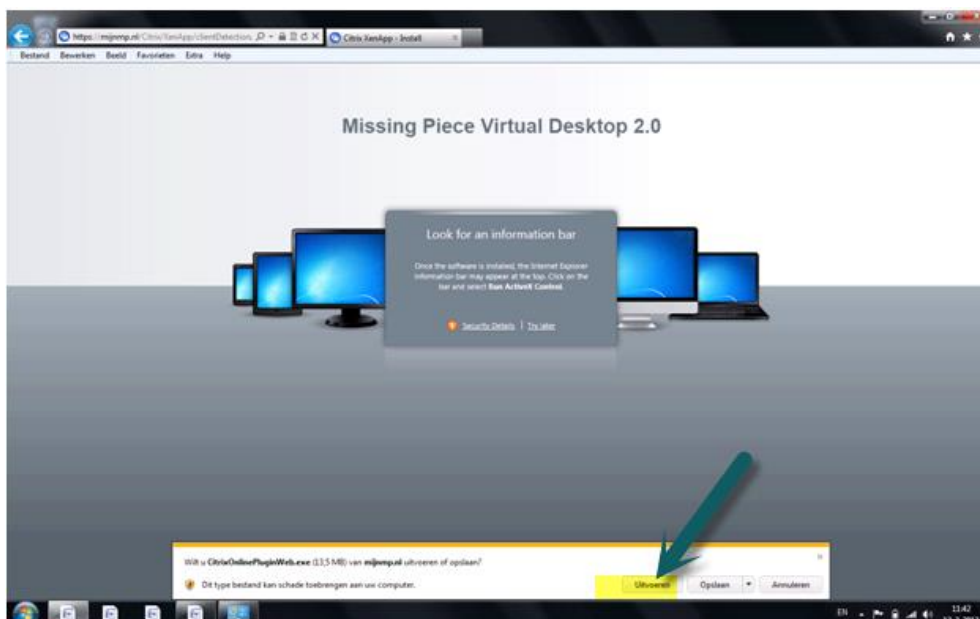 https://mijnmp.nl/Citrix/XenApp/clientDetection
Citrix XenApp - Install
Bestand Bewerken Beeld Favorieten Extra Help
Missing Piece Virtual Desktop 2.0
Look for an information bar
Once the software is installed, the Internet Explorer
information bar may appear at the top. Click on the
bar and select Run ActiveX Control.
Security Details | Try later
Wilt u CitrixOnlinePluginWeb.exe (13,5 MB) van mijnmp.nl uitvoeren of opslaan?
Dit type bestand kan schade toebrengen aan uw computer.
Uitvoeren Opslaan Annuleren
EN 11:42